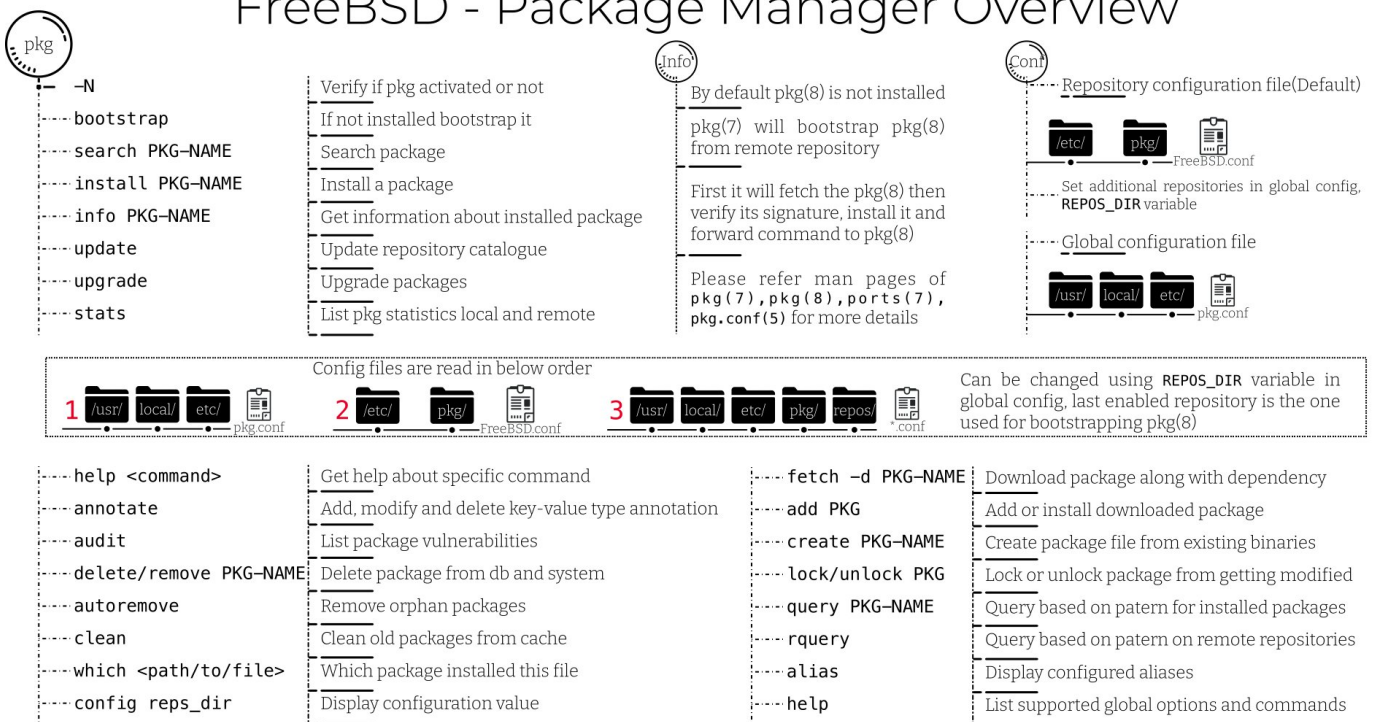 FreeBSD - Package Manager Overview
pkg
-N Verify if pkg activated or not
bootstrap If not installed bootstrap it
search PKG-NAME Search package
install PKG-NAME Install a package
info PKG-NAME Get information about installed package
update Update repository catalogue
upgrade Upgrade packages
stats List pkg statistics local and remote
Info
By default pkg(8) is not installed
pkg(7) will bootstrap pkg(8)
from remote repository
First it will fetch the pkg(8) then
verify its signature, install it and
forward command to pkg(8)
Please refer man pages of
pkg(7),pkg(8),ports(7),
pkg.conf(5) for more details
Conf
Repository configuration file(Default)
/etc/ pkg/ FreeBSD.conf
Set additional repositories in global config,
REPOS_DIR variable
Global configuration file
/usr/ local/ etc/ pkg.conf
Config files are read in below order
1 /usr/ local/ etc/ pkg.conf
2 /etc/ pkg/ FreeBSD.conf
3 /usr/ local/ etc/ pkg/ repos/ *.conf
Can be changed using REPOS_DIR variable in
global config, last enabled repository is the one
used for bootstrapping pkg(8)
help <command> Get help about specific command
annotate Add, modify and delete key-value type annotation
audit List package vulnerabilities
delete/remove PKG-NAME Delete package from db and system
autoremove Remove orphan packages
clean Clean old packages from cache
which <path/to/file> Which package installed this file
config reps_dir Display configuration value
fetch -d PKG-NAME Download package along with dependency
add PKG Add or install downloaded package
create PKG-NAME Create package file from existing binaries
lock/unlock PKG Lock or unlock package from getting modified
query PKG-NAME Query based on patern for installed packages
rquery Query based on patern on remote repositories
alias Display configured aliases
help List supported global options and commands